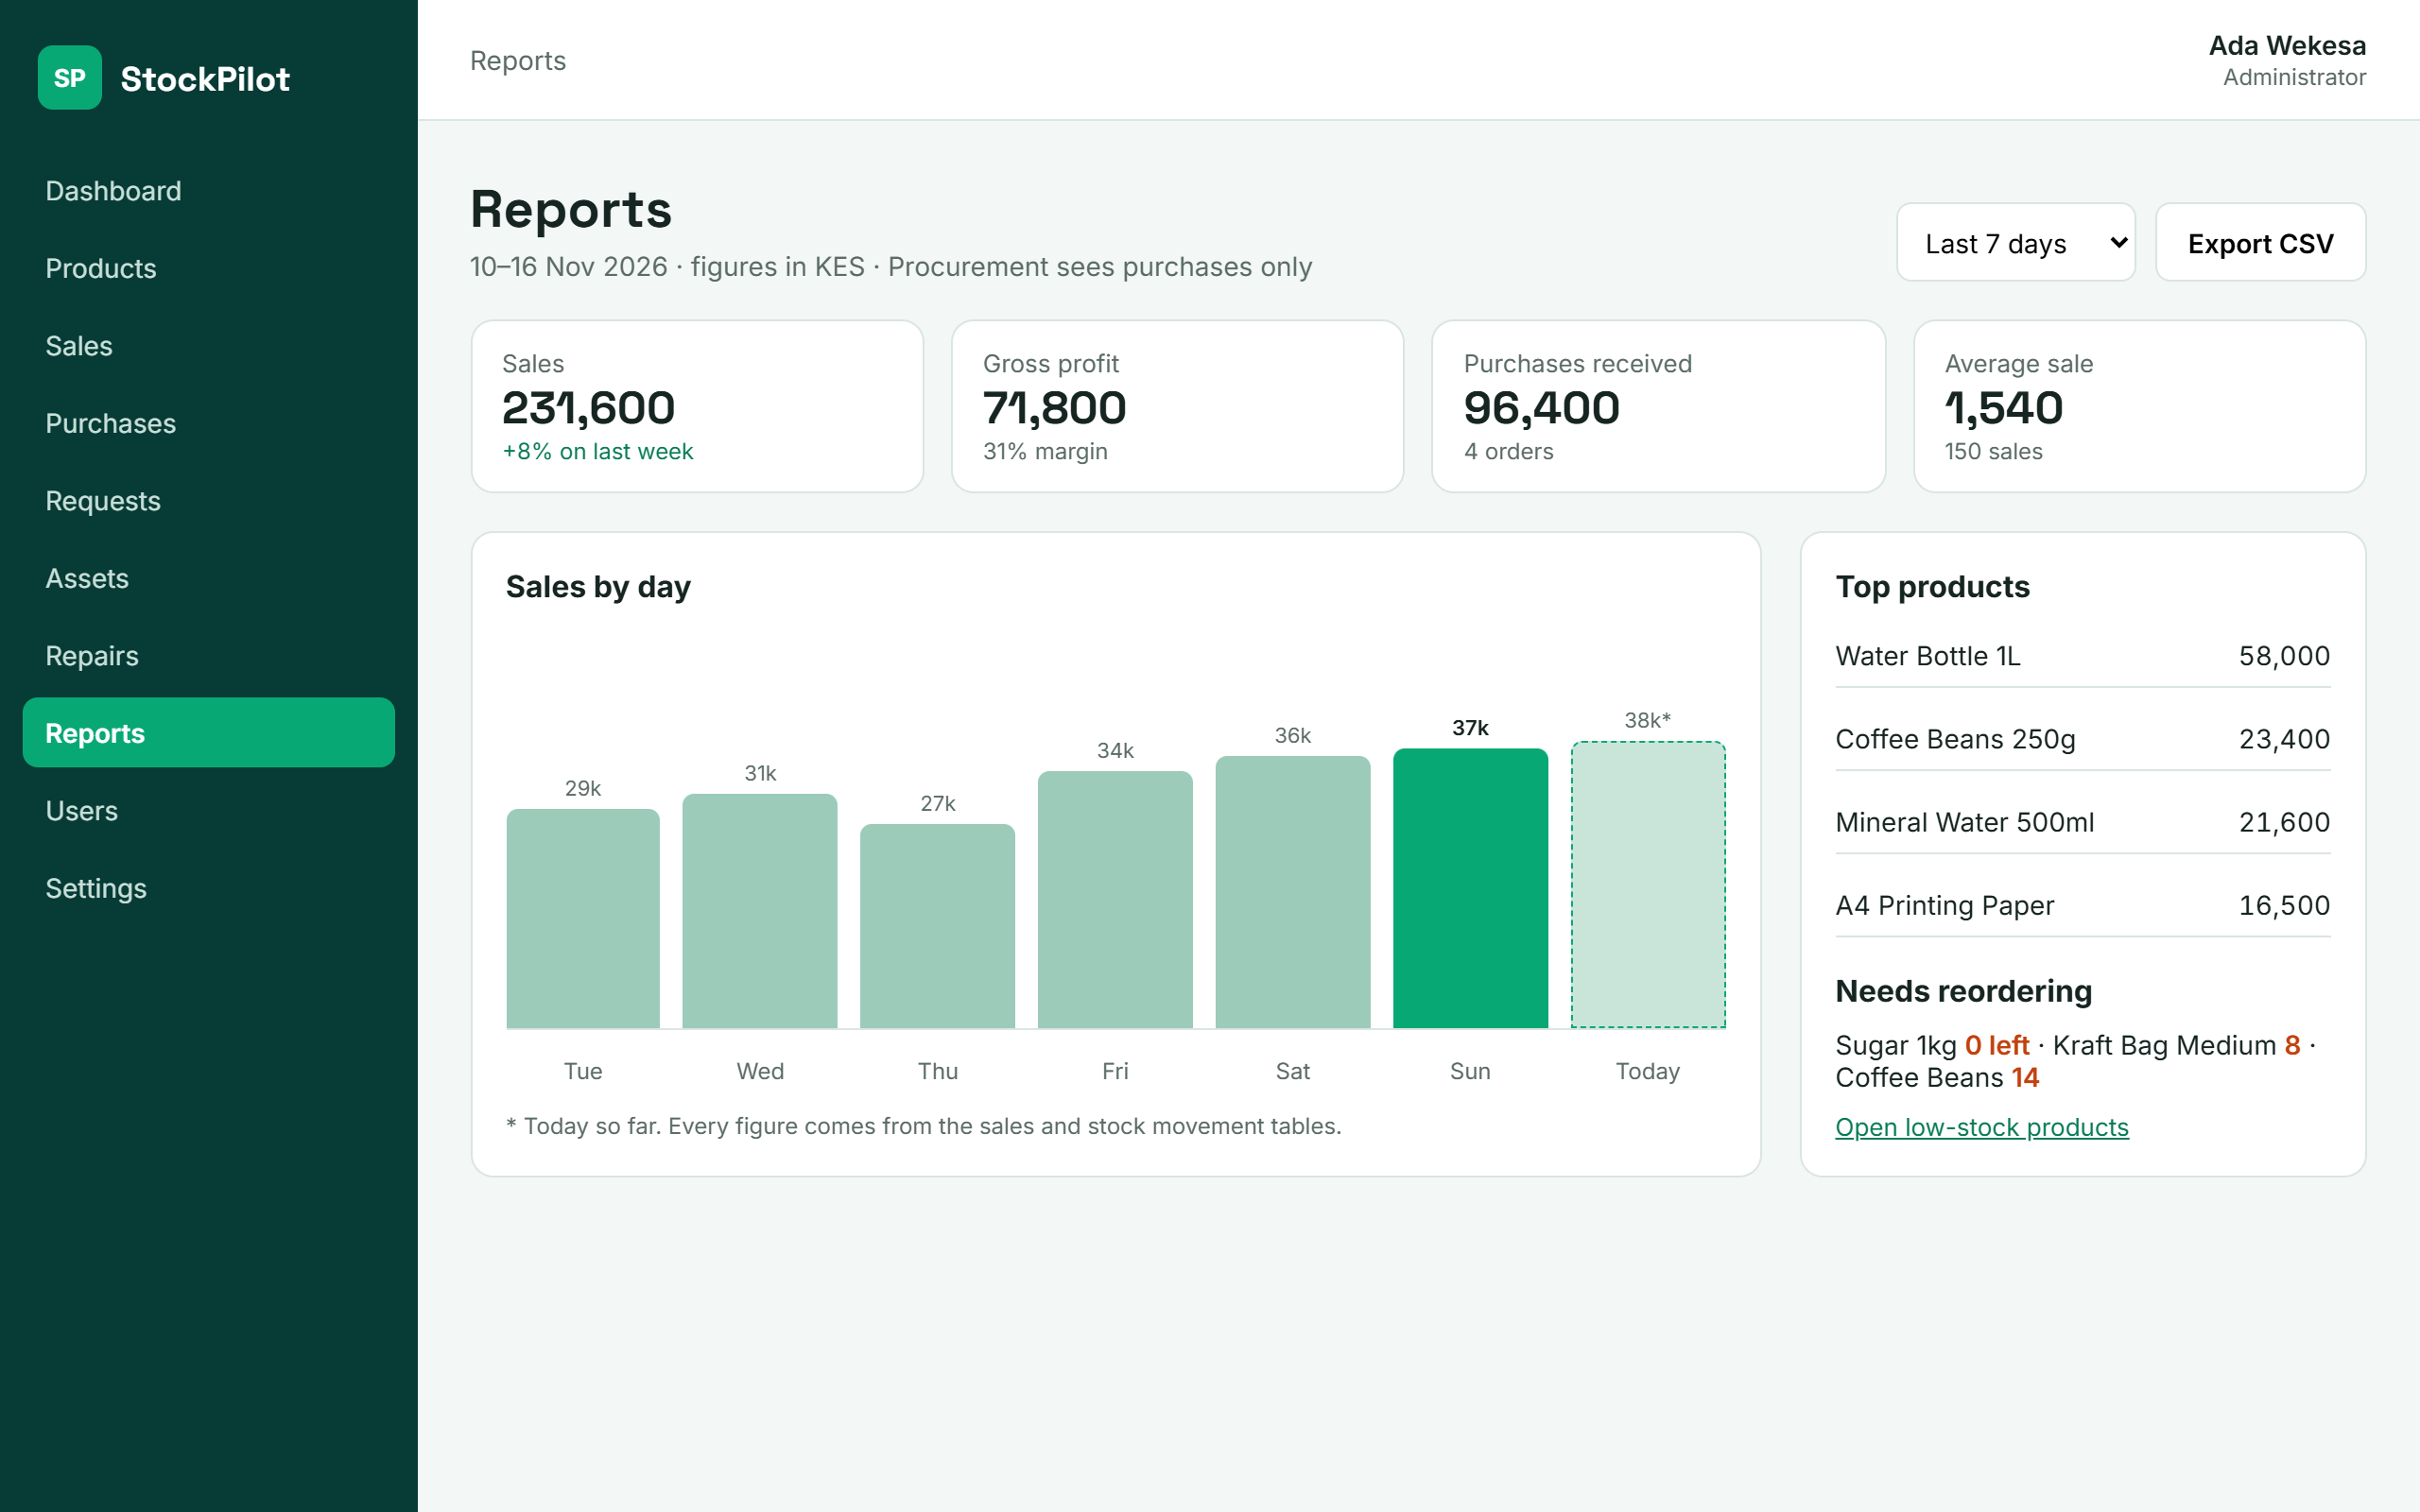 SP
StockPilot
Dashboard
Products
Sales
Purchases
Requests
Assets
Repairs
Reports
Users
Settings
Reports
Ada Wekesa
Administrator
Reports
10–16 Nov 2026 · figures in KES · Procurement sees purchases only
Last 7 days
Export CSV
Sales
231,600
+8% on last week
Gross profit
71,800
31% margin
Purchases received
96,400
4 orders
Average sale
1,540
150 sales
Sales by day
29k
31k
27k
34k
36k
37k
38k*
Tue
Wed
Thu
Fri
Sat
Sun
Today
* Today so far. Every figure comes from the sales and stock movement tables.
Top products
Water Bottle 1L 58,000
Coffee Beans 250g 23,400
Mineral Water 500ml 21,600
A4 Printing Paper 16,500
Needs reordering
Sugar 1kg 0 left · Kraft Bag Medium 8 ·
Coffee Beans 14
Open low-stock products